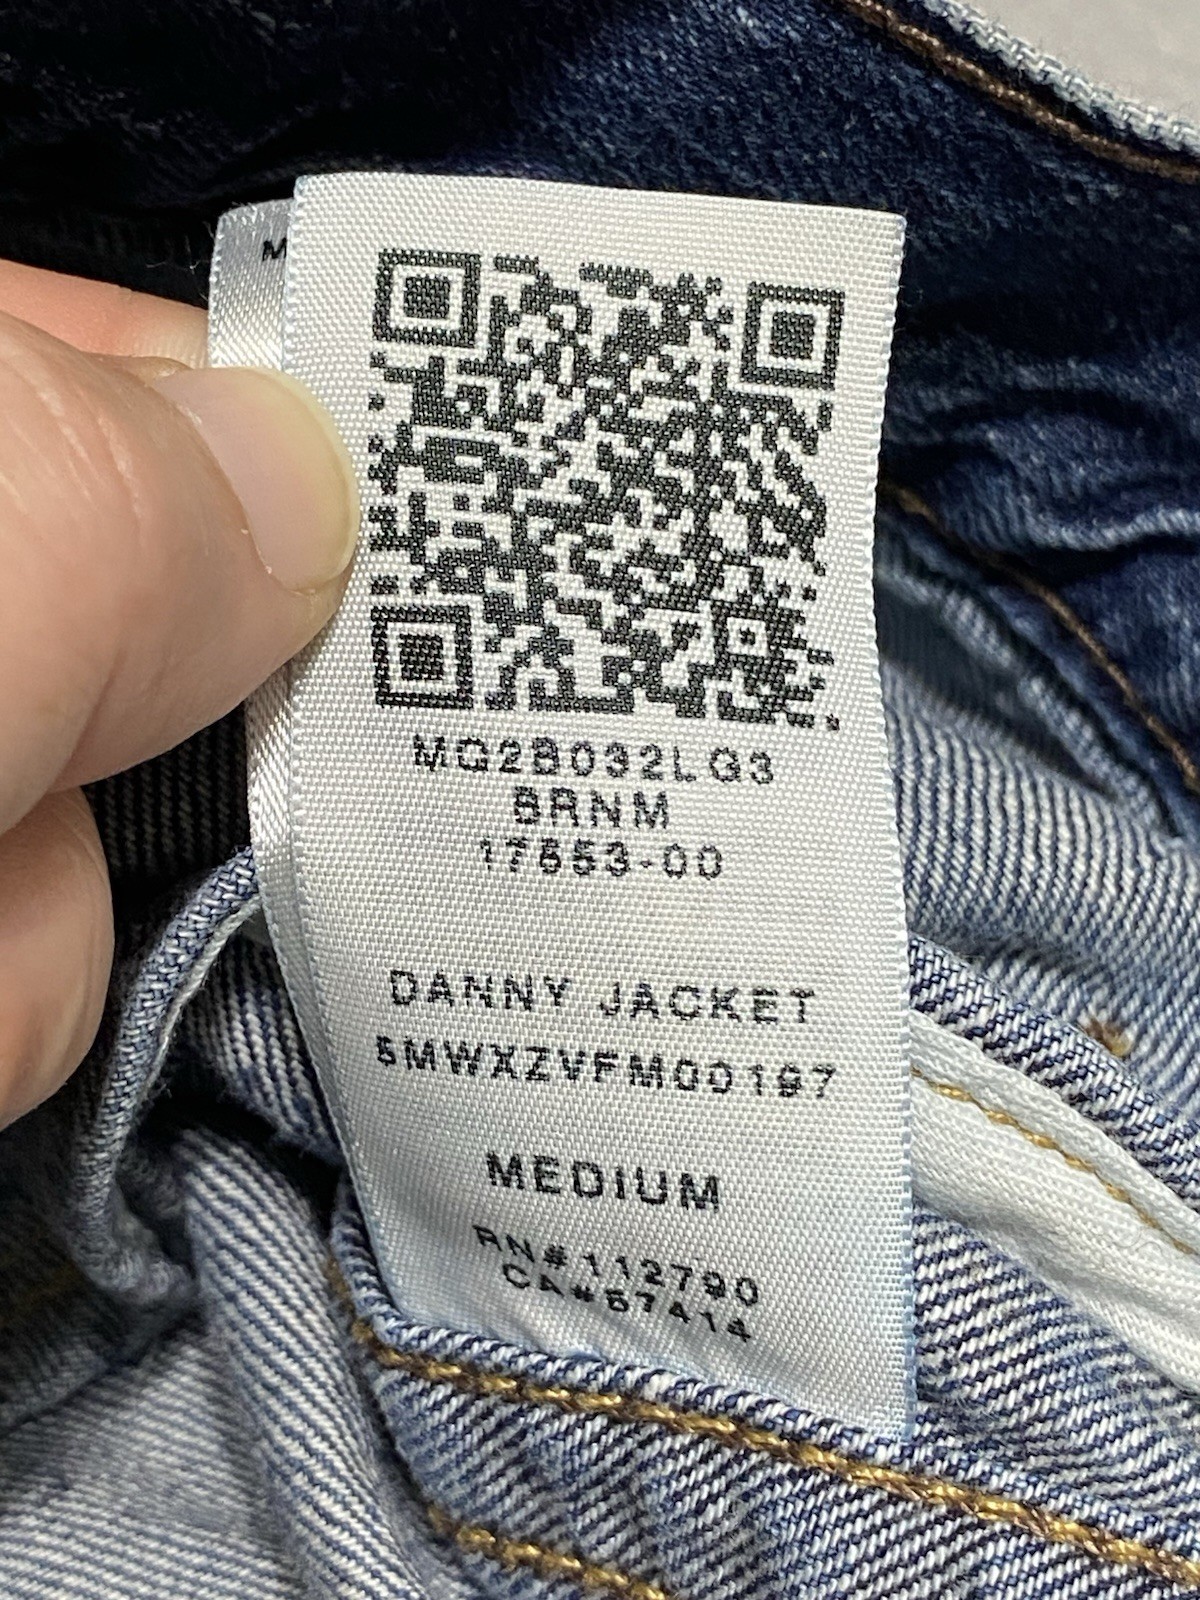 M
MG2B032LG3
BRNM
17553-00
DANNY JACKET
5MWXZVFM00197
MEDIUM
RN#112790
CA#57414